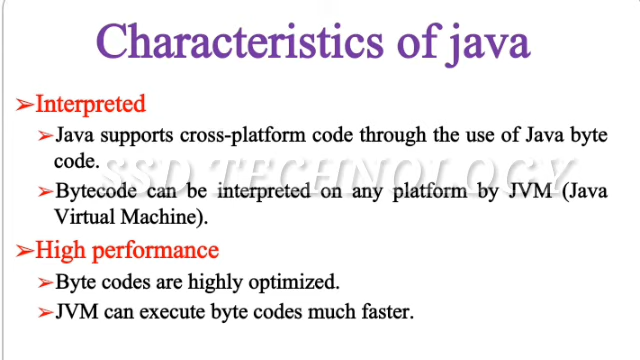 Characteristics of java
➢Interpreted
➢Java supports cross-platform code through the use of Java byte
code.
SSD TECHNOLOGY
➢Bytecode can be interpreted on any platform by JVM (Java
Virtual Machine).
➢High performance
➢Byte codes are highly optimized.
➢JVM can execute byte codes much faster.